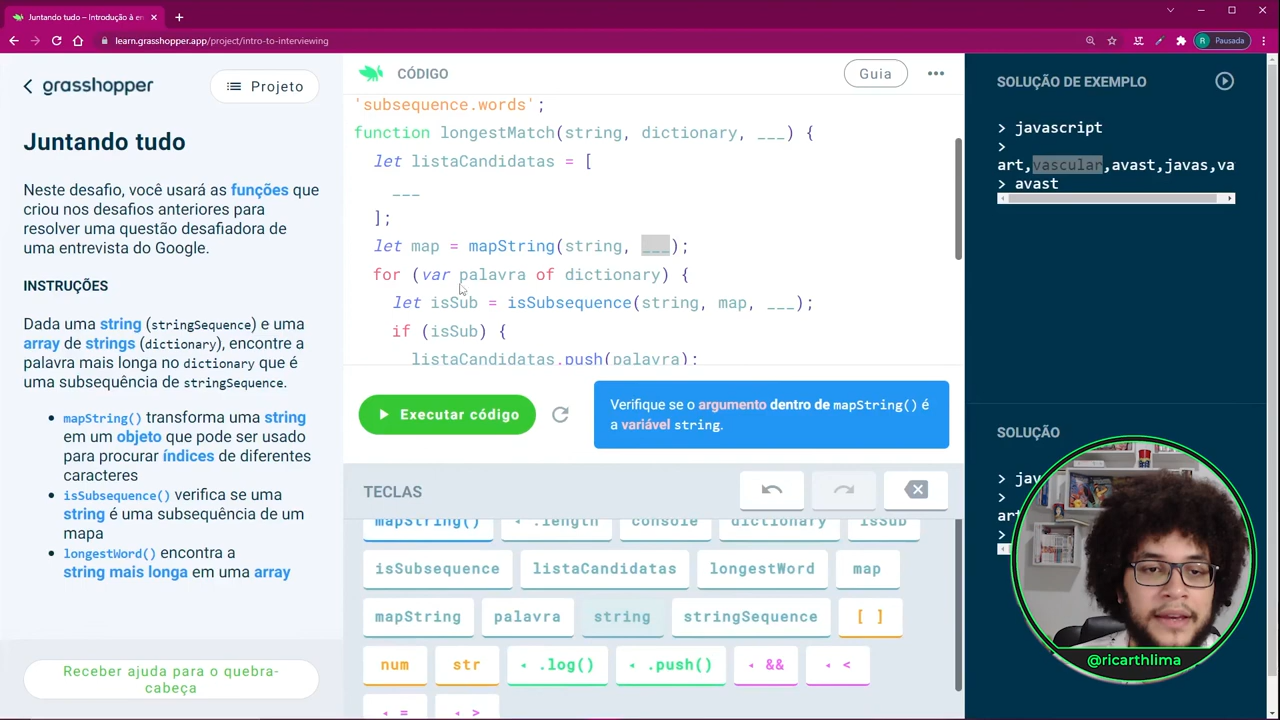 Juntando tudo – Introdução à en
learn.grasshopper.app/project/intro-to-interviewing
R Pausada
grasshopper
Projeto
Juntando tudo
Neste desafio, você usará as funções que
criou nos desafios anteriores para
resolver uma questão desafiadora de
uma entrevista do Google.
INSTRUÇÕES
Dada uma string (stringSequence) e uma
array de strings (dictionary), encontre a
palavra mais longa no dictionary que é
uma subsequência de stringSequence.
mapString() transforma uma string
em um objeto que pode ser usado
para procurar índices de diferentes
caracteres
isSubsequence() verifica se uma
string é uma subsequência de um
mapa
longestWord() encontra a
string mais longa em uma array
Receber ajuda para o quebra-
cabeça
CÓDIGO
Guia
'subsequence.words';
function longestMatch(string, dictionary, ___) {
let listaCandidatas = [
___
];
let map = mapString(string, ___);
for (var palavra of dictionary) {
let isSub = isSubsequence(string, map, ___);
if (isSub) {
listaCandidatas.push(palavra);
Executar código
Verifique se o argumento dentro de mapString() é
a variável string.
TECLAS
mapString() .length console dictionary isSub
isSubsequence listaCandidatas longestWord map
mapString palavra string stringSequence [ ]
num str .log() .push() && <
= >
SOLUÇÃO DE EXEMPLO
> javascript
>
art,vascular,avast,javas,va
> avast
SOLUÇÃO
> jav
>
ar
>
@ricarthlima